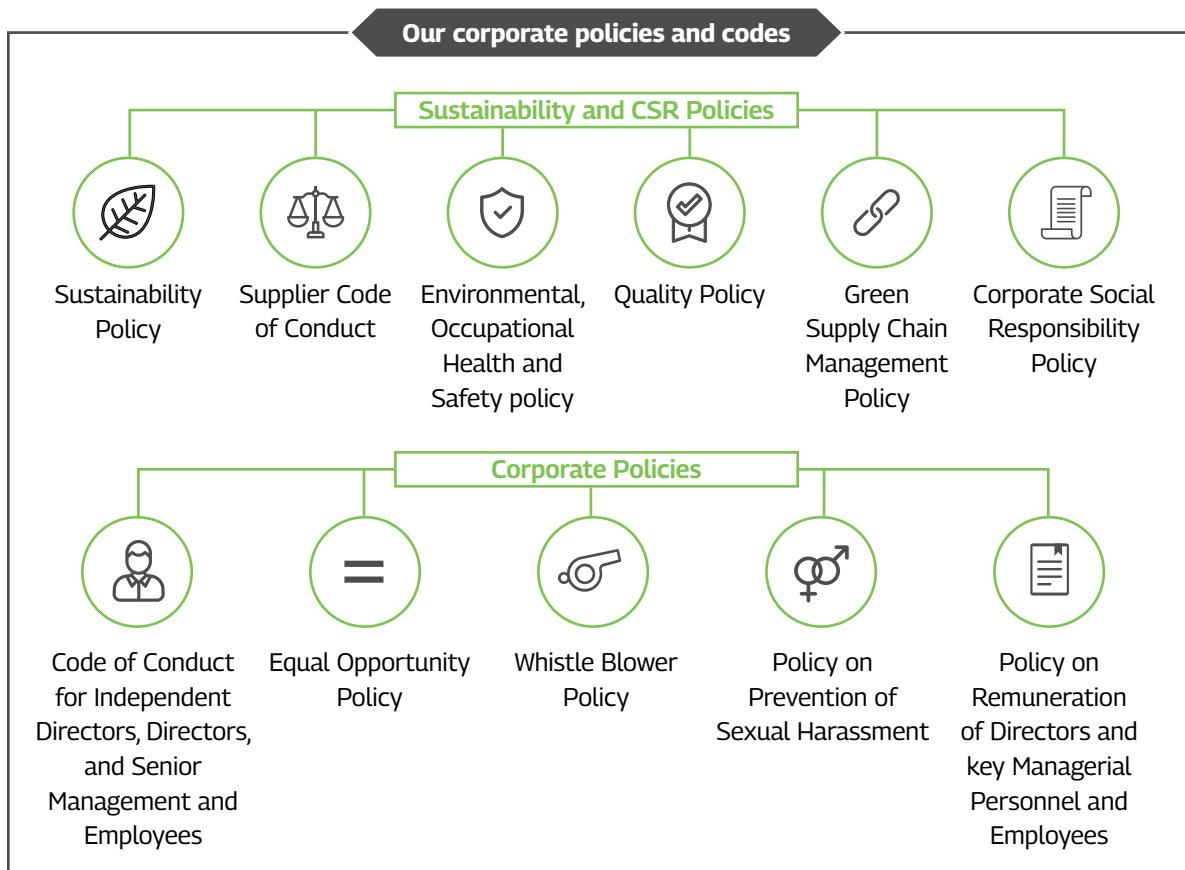 Our corporate policies and codes
Sustainability and CSR Policies
Sustainability
Policy
Supplier Code
of Conduct
Environmental,
Occupational
Health and
Safety policy
Quality Policy
Green
Supply Chain
Management
Policy
Corporate Social
Responsibility
Policy
Corporate Policies
Code of Conduct
for Independent
Directors, Directors,
and Senior
Management and
Employees
Equal Opportunity
Policy
Whistle Blower
Policy
Policy on
Prevention of
Sexual Harassment
Policy on
Remuneration
of Directors and
key Managerial
Personnel and
Employees